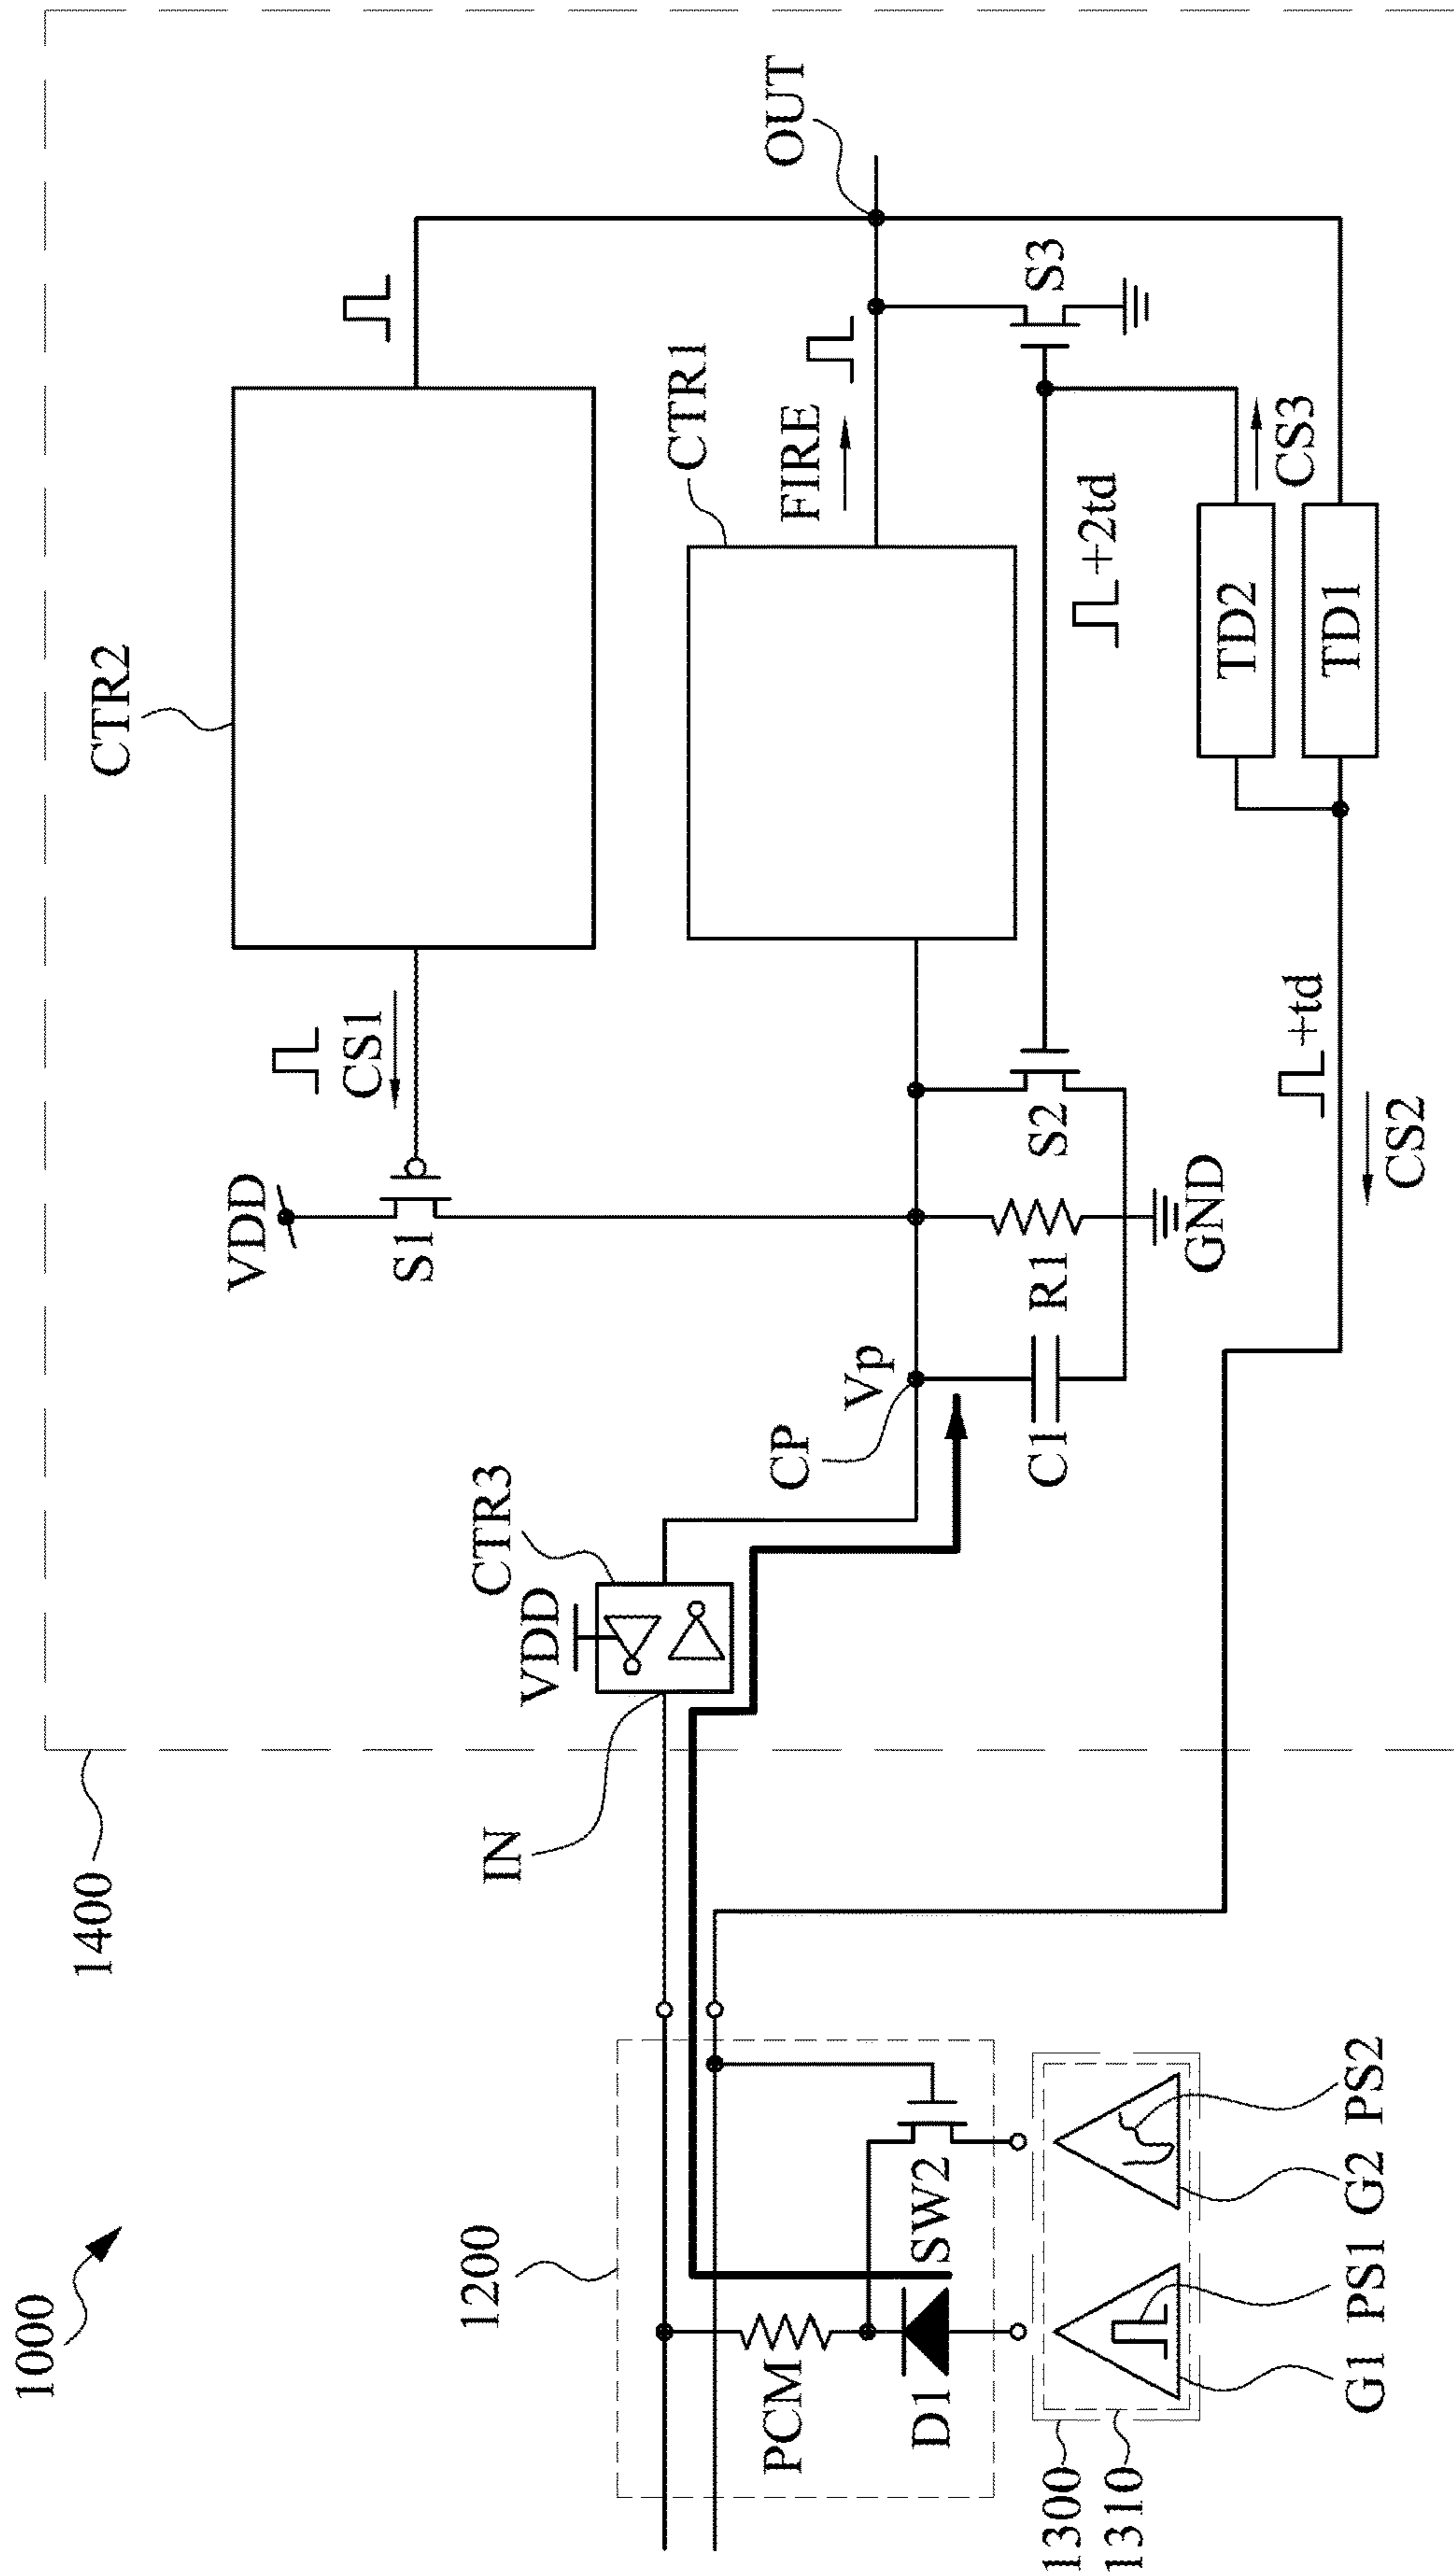 1000
1400
1200
1300
1310
CTR2
CS1
VDD
S1
OUT
CTR1
FIRE
S3
CTR3
VDD
IN
CP
Vp
C1
R1
S2
GND
+2td
TD2
CS3
TD1
+td
CS2
PCM
D1
SW2
G1
PS1
G2
PS2